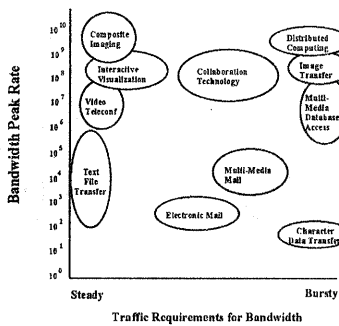 Bandwidth Peak Rate
10^10
10^9
10^8
10^7
10^6
10^5
10^4
10^3
10^2
10^1
10^0
Composite
Imaging
Interactive
Visualization
Video
Teleconf
Text
File
Transfer
Collaboration
Technology
Multi-Media
Mail
Electronic Mail
Distributed
Computing
Image
Transfer
Multi-
Media
Database
Access
Character
Data Transfer
Steady
Bursty
Traffic Requirements for Bandwidth